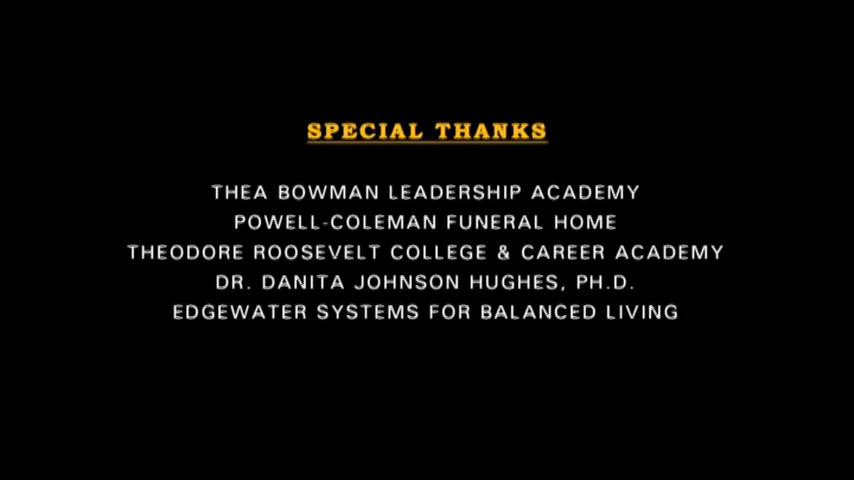 SPECIAL THANKS
THEA BOWMAN LEADERSHIP ACADEMY
POWELL-COLEMAN FUNERAL HOME
THEODORE ROOSEVELT COLLEGE & CAREER ACADEMY
DR. DANITA JOHNSON HUGHES, PH.D.
EDGEWATER SYSTEMS FOR BALANCED LIVING